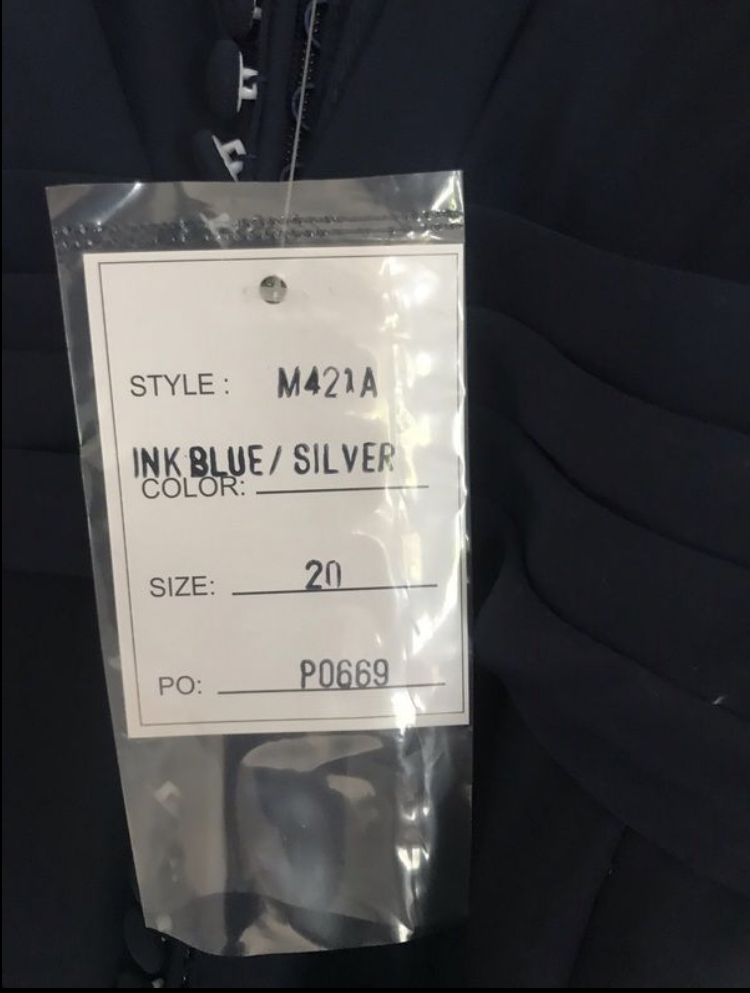 STYLE : M421A
INK BLUE / SILVER
COLOR:
SIZE: 20
PO: P0669